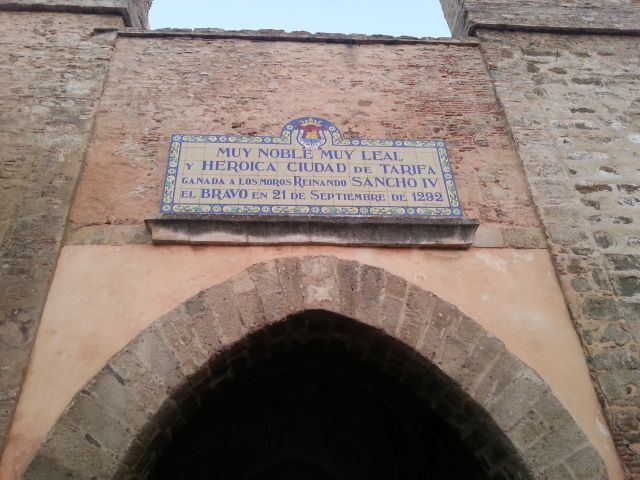 MUY NOBLE MUY LEAL
Y HEROICA CIUDAD DE TARIFA
GANADA A LOS MOROS REINANDO SANCHO IV
EL BRAVO EN 21 DE SEPTIEMBRE DE 1292